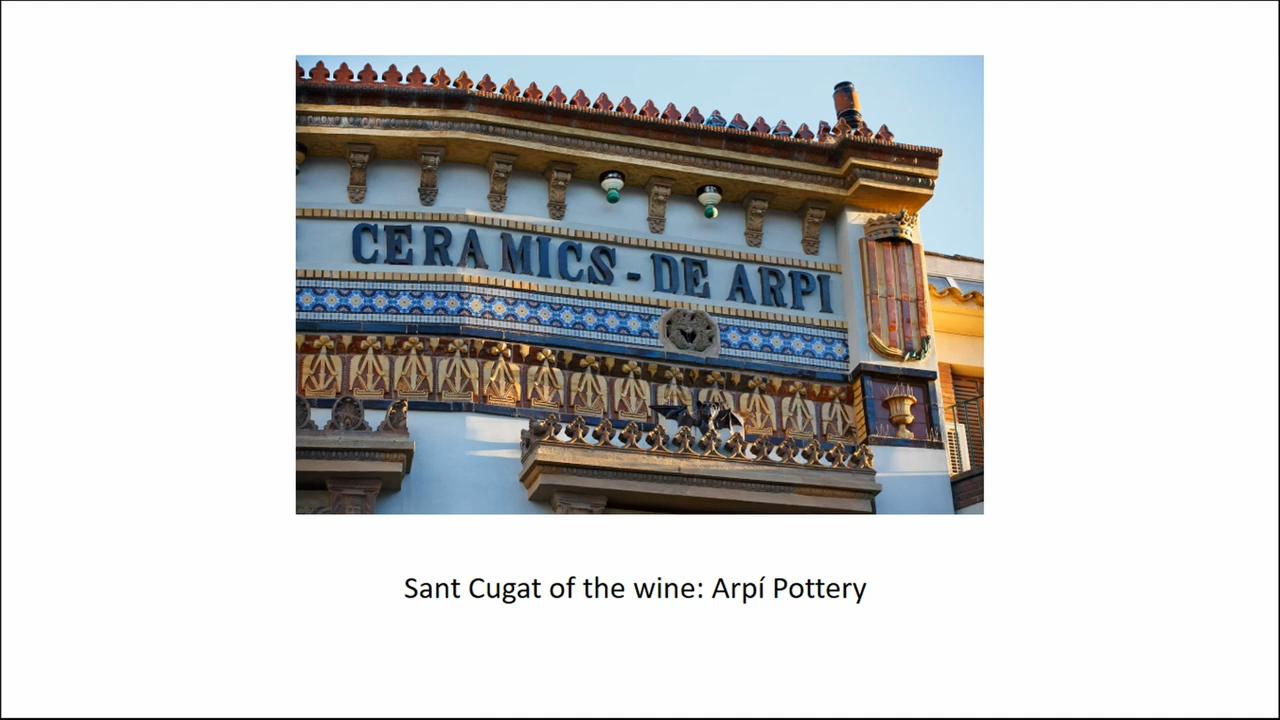 CERAMICS-DE ARPI
Sant Cugat of the wine: Arpí Pottery